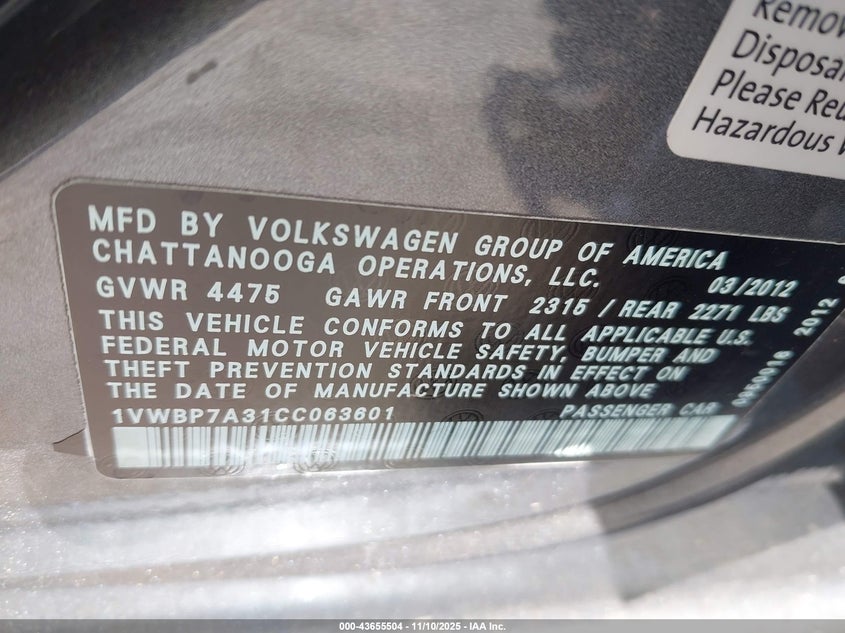 Remov
Disposa
Please Ret
Hazardous
MFD BY VOLKSWAGEN GROUP OF AMERICA
CHATTANOOGA OPERATIONS, LLC. 03/2012
GVWR 4475 GAWR FRONT 2315 / REAR 2271 LBS
THIS VEHICLE CONFORMS TO ALL APPLICABLE U.S.
FEDERAL MOTOR VEHICLE SAFETY, BUMPER AND
THEFT PREVENTION STANDARDS IN EFFECT ON
THE DATE OF MANUFACTURE SHOWN ABOVE
1VWBP7A31CC063601 PASSENGER CAR
2012
000-43655504 - 11/10/2025 - IAA Inc.